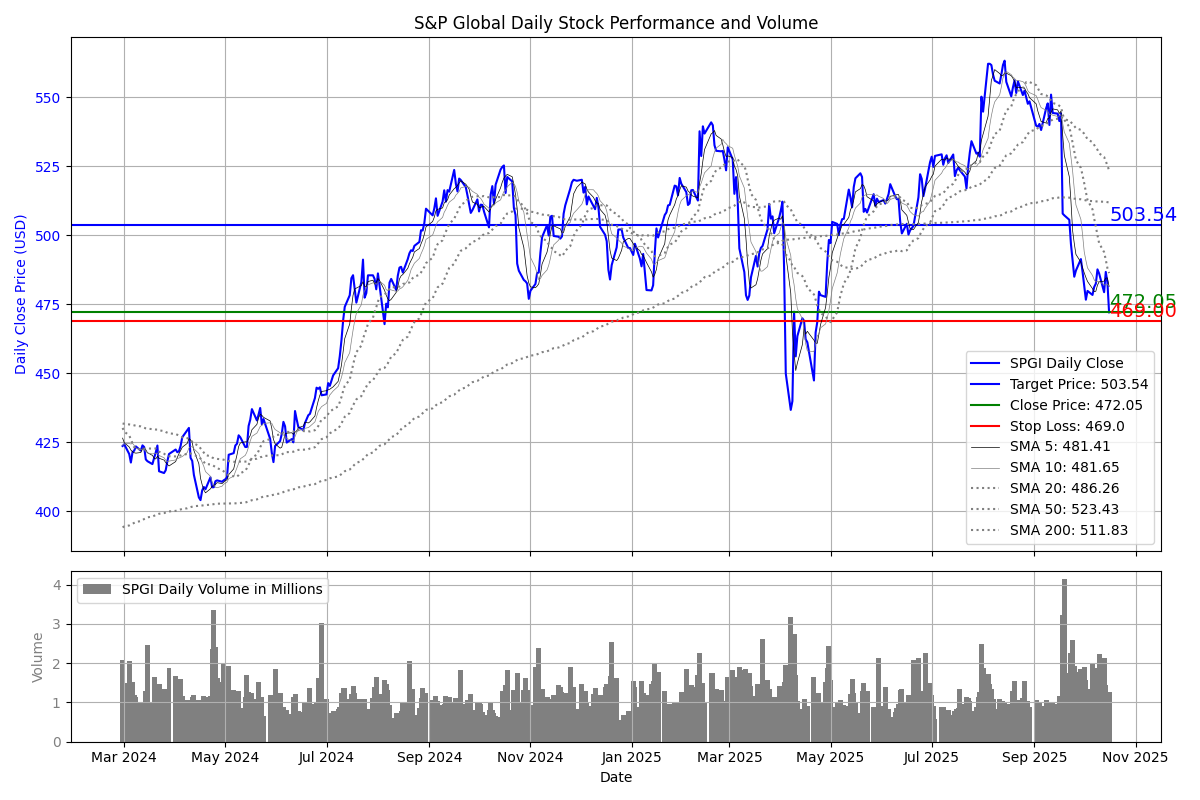 S&P Global Daily Stock Performance and Volume
Daily Close Price (USD)
550
525
500
475
450
425
400
503.54
472.05
469.00
SPGI Daily Close
Target Price: 503.54
Close Price: 472.05
Stop Loss: 469.0
SMA 5: 481.41
SMA 10: 481.65
SMA 20: 486.26
SMA 50: 523.43
SMA 200: 511.83
Volume
4
3
2
1
0
SPGI Daily Volume in Millions
Mar 2024 May 2024 Jul 2024 Sep 2024 Nov 2024 Jan 2025 Mar 2025 May 2025 Jul 2025 Sep 2025 Nov 2025
Date